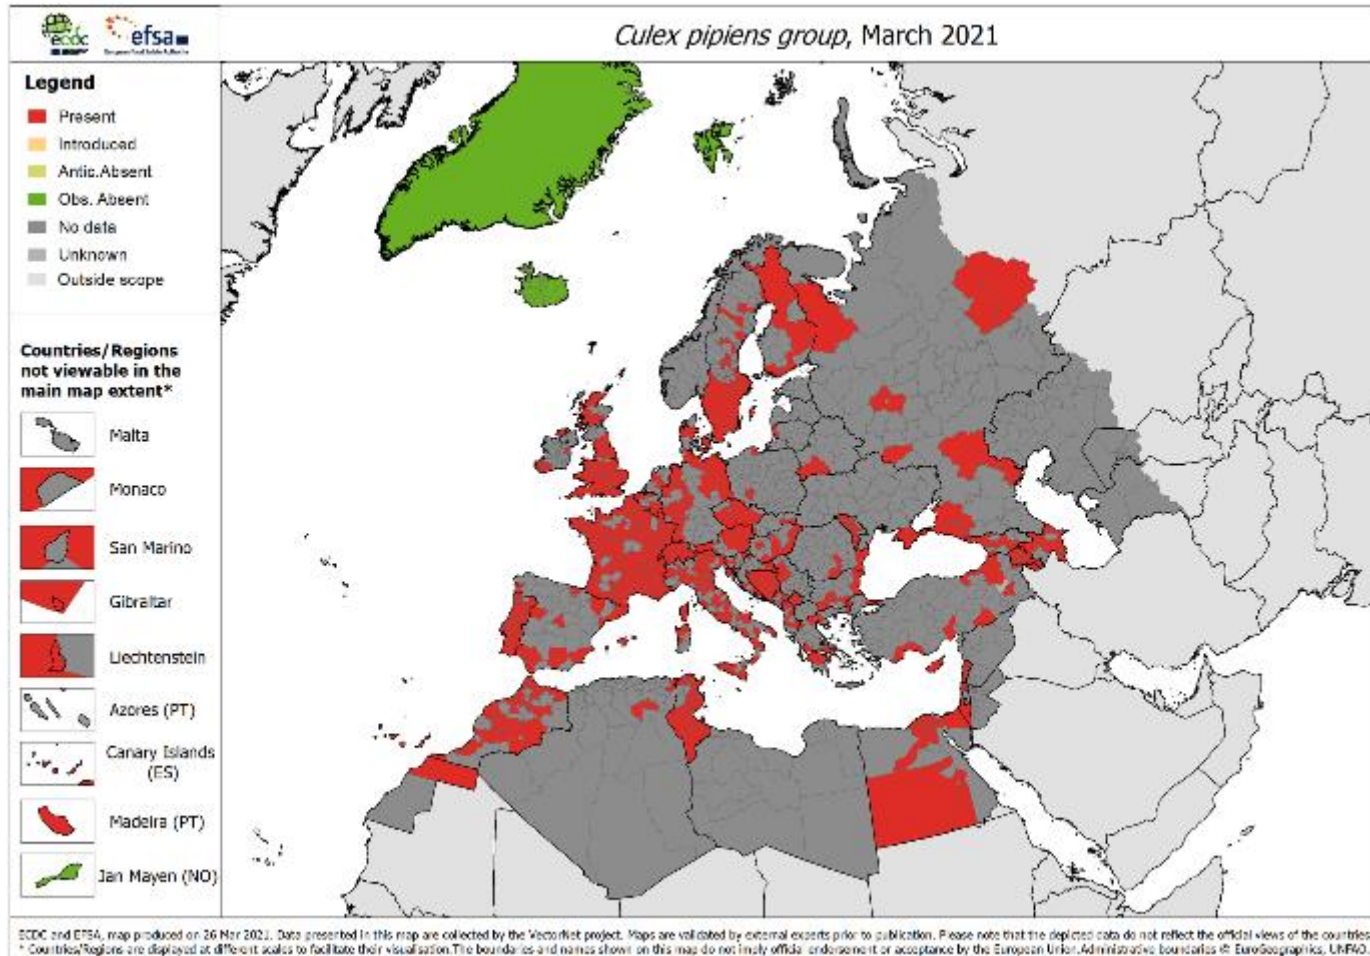 ecdc
efsa
European Food Safety Authority
Culex pipiens group, March 2021
Legend
Present
Introduced
Antic.Absent
Obs. Absent
No data
Unknown
Outside scope
Countries/Regions
not viewable in the
main map extent*
Malta
Monaco
San Marino
Gibraltar
Liechtenstein
Azores (PT)
Canary Islands
(ES)
Madeira (PT)
Jan Mayen (NO)
ECDC and EFSA, map produced on 26 Mar 2021. Data presented in this map are collected by the VectorNet project. Maps are validated by external experts prior to publication. Please note that the depicted data do not reflect the official views of the countries
* Countries/Regions are displayed at different scales to facilitate their visualisation. The boundaries and names shown on this map do not imply official endorsement or acceptance by the European Union. Administrative boundaries © EuroGeographics, UNFAO.